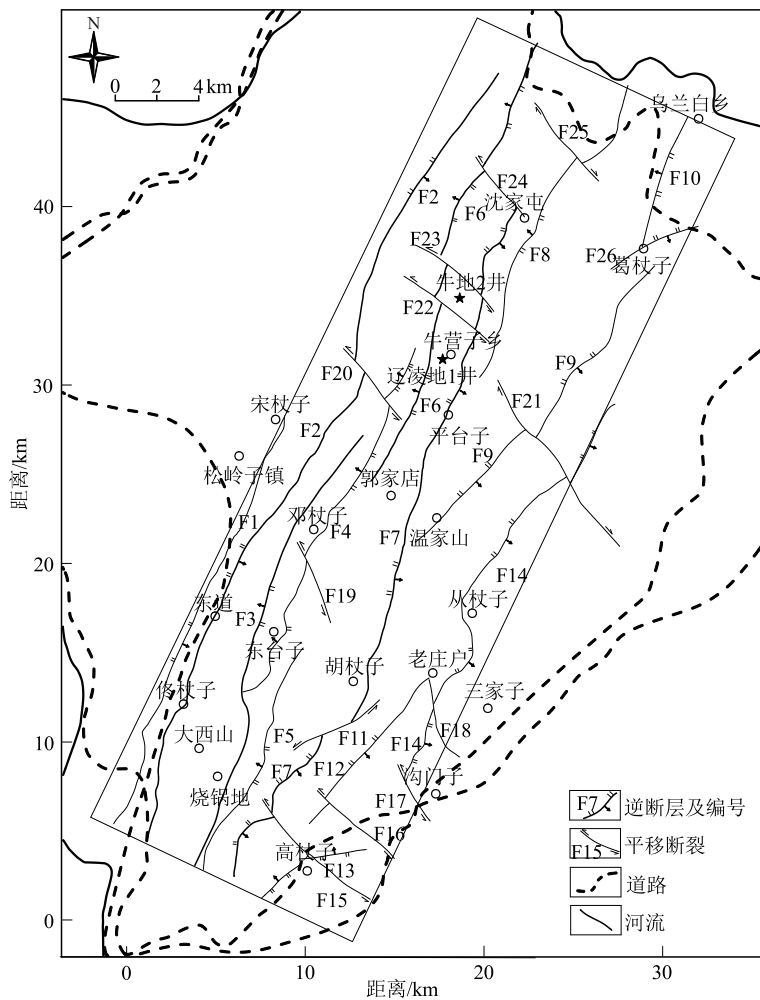 N
0 2 4 km
乌兰白乡
F25
F10
F2
F24
沈家屯
F6
F23
F8
F26
葛杖子
牛地2井
F22
牛营子乡
F20
辽凌地1井
F9
F6
F21
宋杖子
F2
平台子
F9
松岭子镇
郭家店
F1
邓杖子
F4
F7
温家山
F14
F19
从杖子
东道
F3
东台子
胡杖子
老庄户
佟杖子
三家子
大西山
F5
F11
F14
F18
F7
F12
沟门子
烧锅地
F17
F16
高杖子
F13
F15
F7 逆断层及编号
F15 平移断裂
道路
河流
40
30
20
10
0
距离/km
0 10 20 30
距离/km